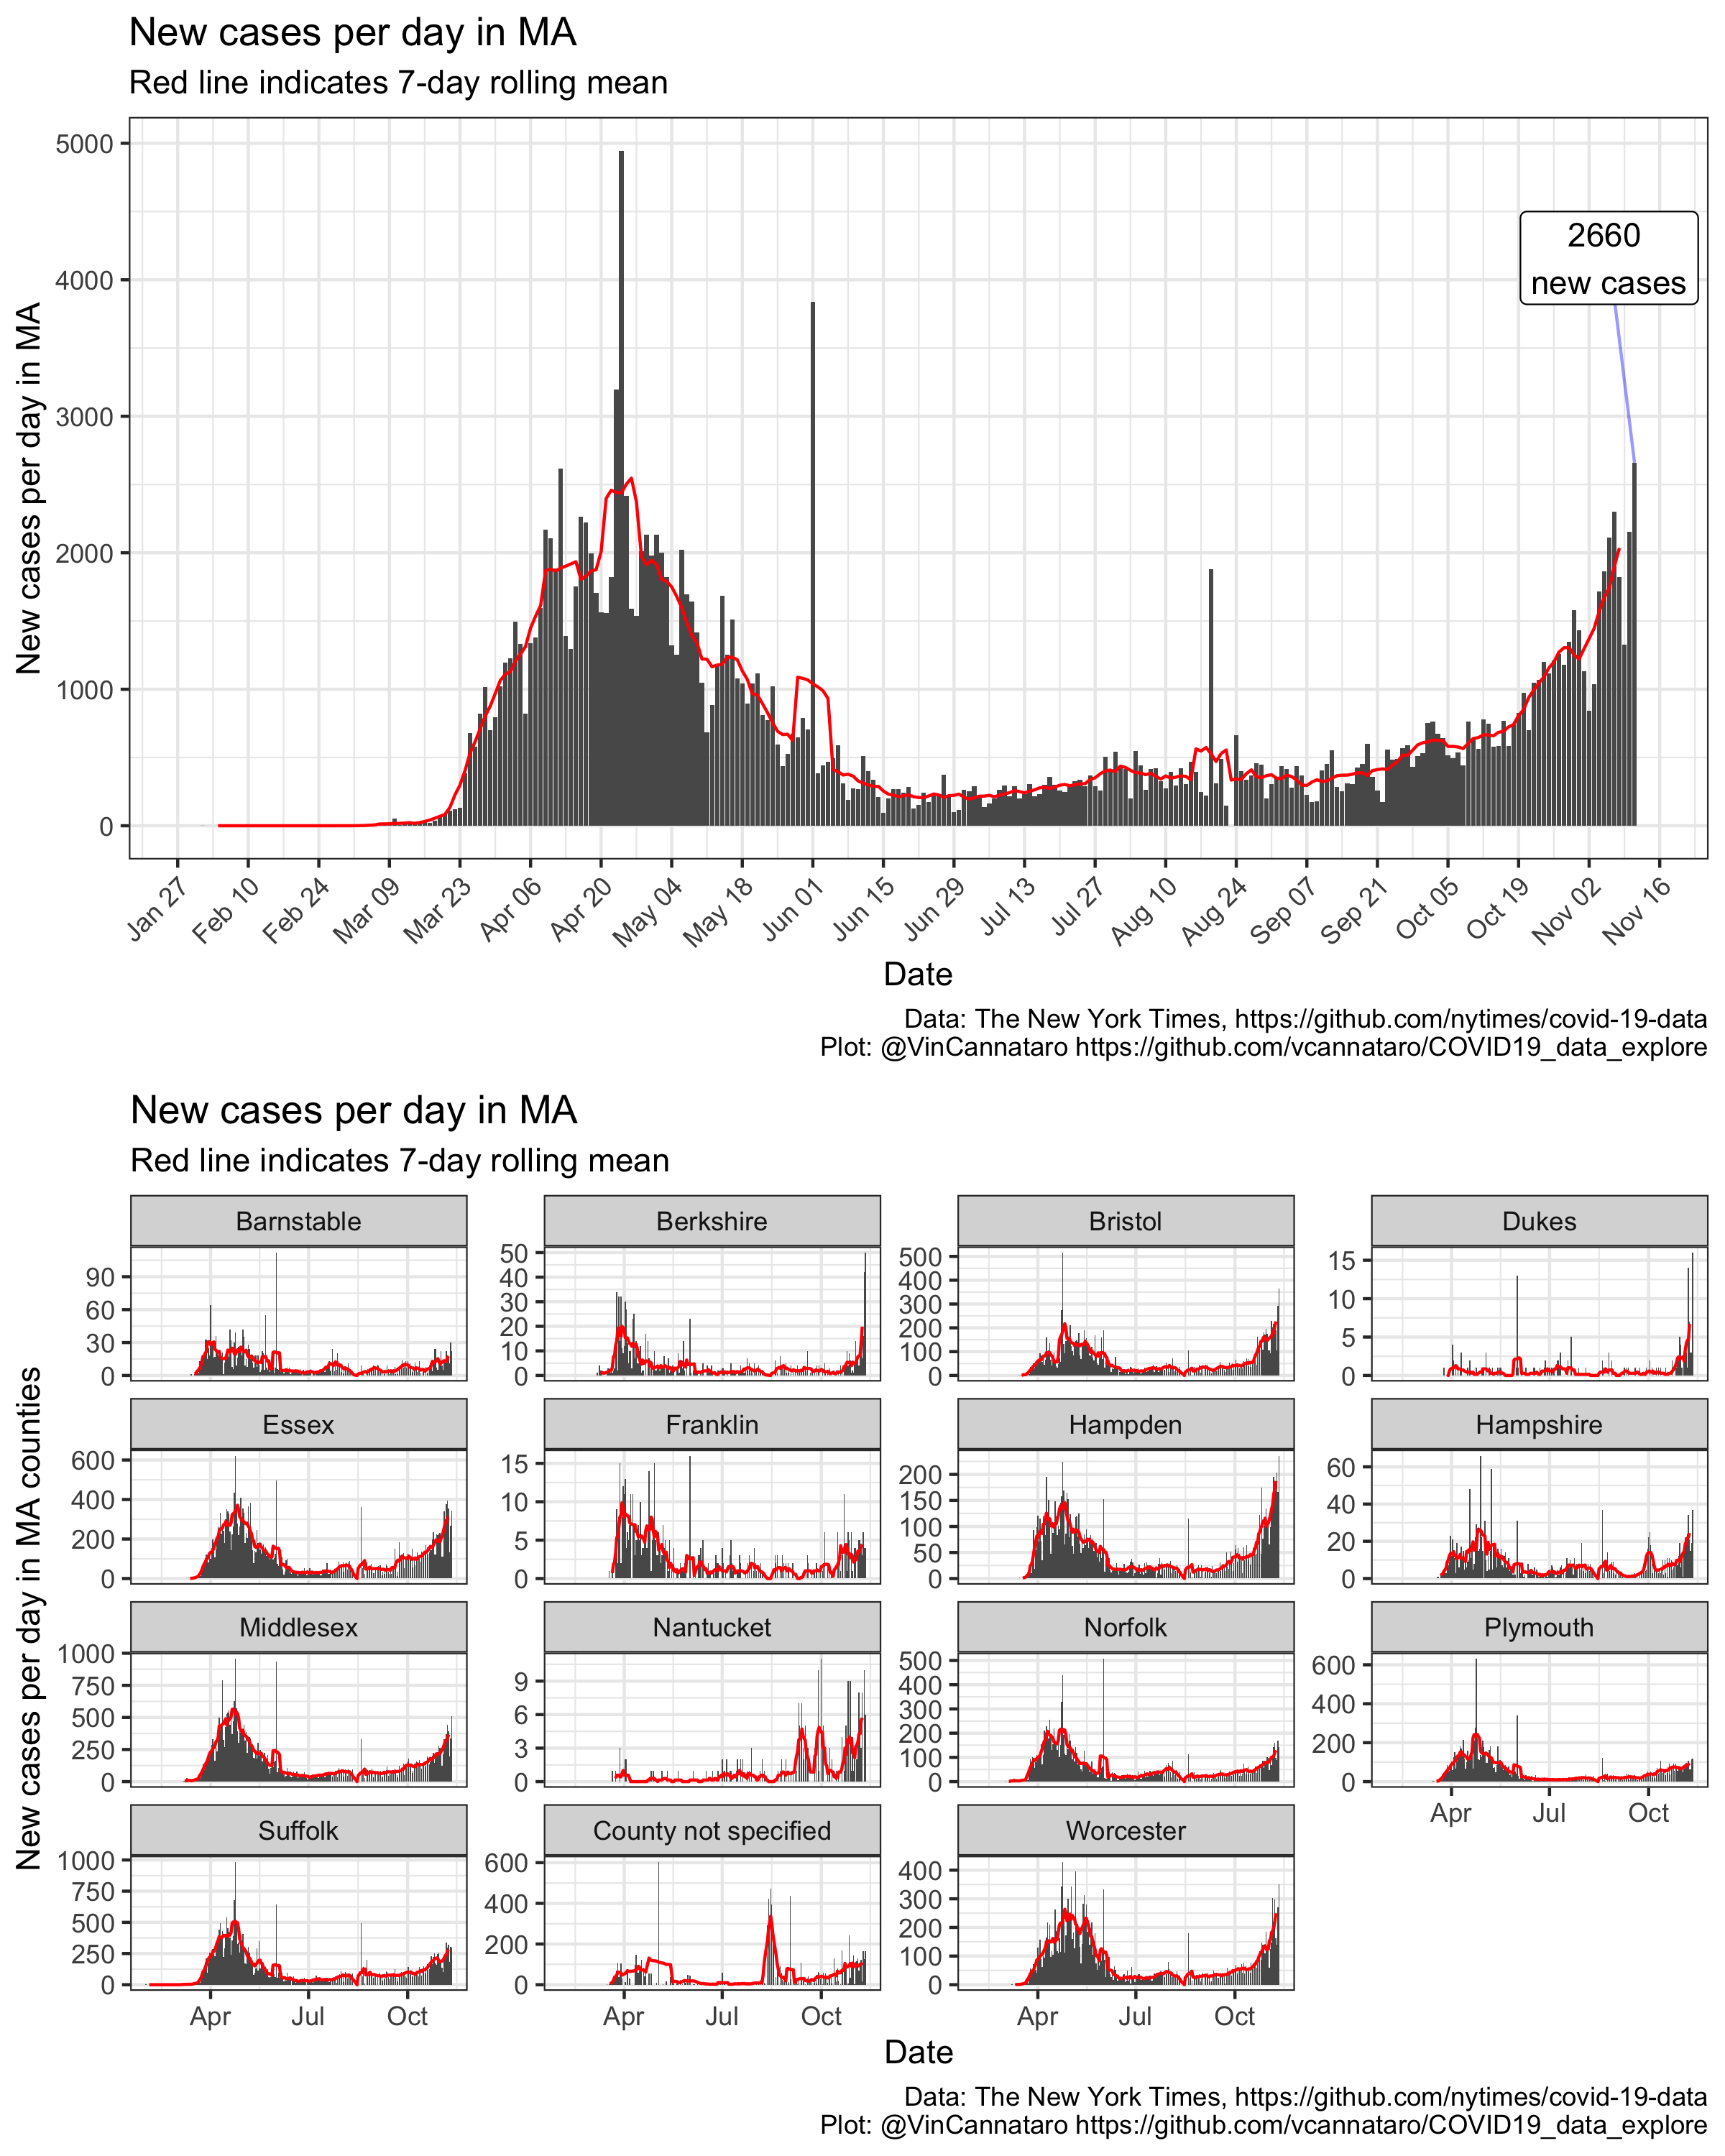 New cases per day in MA
Red line indicates 7-day rolling mean
New cases per day in MA
5000
4000
3000
2000
1000
0
2660
new cases
Jan 27
Feb 10
Feb 24
Mar 09
Mar 23
Apr 06
Apr 20
May 04
May 18
Jun 01
Jun 15
Jun 29
Jul 13
Jul 27
Aug 10
Aug 24
Sep 07
Sep 21
Oct 05
Oct 19
Nov 02
Nov 16
Date
Data: The New York Times, https://github.com/nytimes/covid-19-data
Plot: @VinCannataro https://github.com/vcannataro/COVID19_data_explore
New cases per day in MA
Red line indicates 7-day rolling mean
New cases per day in MA counties
Barnstable
90
60
30
0
Berkshire
50
40
30
20
10
0
Bristol
500
400
300
200
100
0
Dukes
15
10
5
0
Essex
600
400
200
0
Franklin
15
10
5
0
Hampden
200
150
100
50
0
Hampshire
60
40
20
0
Middlesex
1000
750
500
250
0
Nantucket
9
6
3
0
Norfolk
500
400
300
200
100
0
Plymouth
600
400
200
0
Apr
Jul
Oct
Suffolk
1000
750
500
250
0
Apr
Jul
Oct
County not specified
600
400
200
0
Apr
Jul
Oct
Worcester
400
300
200
100
0
Apr
Jul
Oct
Date
Data: The New York Times, https://github.com/nytimes/covid-19-data
Plot: @VinCannataro https://github.com/vcannataro/COVID19_data_explore